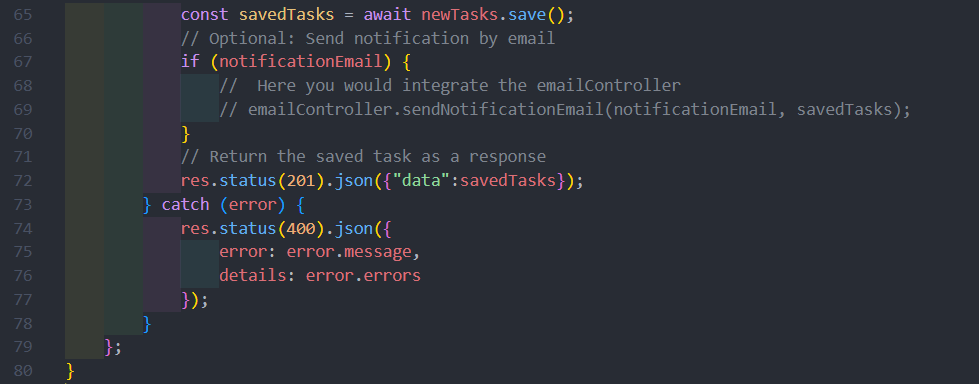 65 const savedTasks = await newTasks.save();
66 // Optional: Send notification by email
67 if (notificationEmail) {
68 //  Here you would integrate the emailController
69 // emailController.sendNotificationEmail(notificationEmail, savedTasks);
70 }
71 // Return the saved task as a response
72 res.status(201).json({"data":savedTasks});
73 } catch (error) {
74 res.status(400).json({
75 error: error.message,
76 details: error.errors
77 });
78 }
79 };
80 }